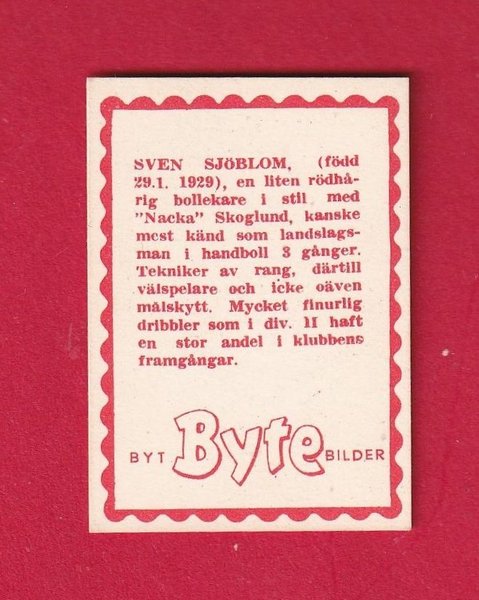 SVEN SJÖBLOM, (född
29.1. 1929), en liten rödhå-
rig bollekare i stil med
"Nacka" Skoglund, kanske
mest känd som landslags-
man i handboll 3 gånger.
Tekniker av rang, därtill
välspelare och icke oäven
målskytt. Mycket finurlig
dribbler som i div. II haft
en stor andel i klubbens
framgångar.
BYT Byte BILDER